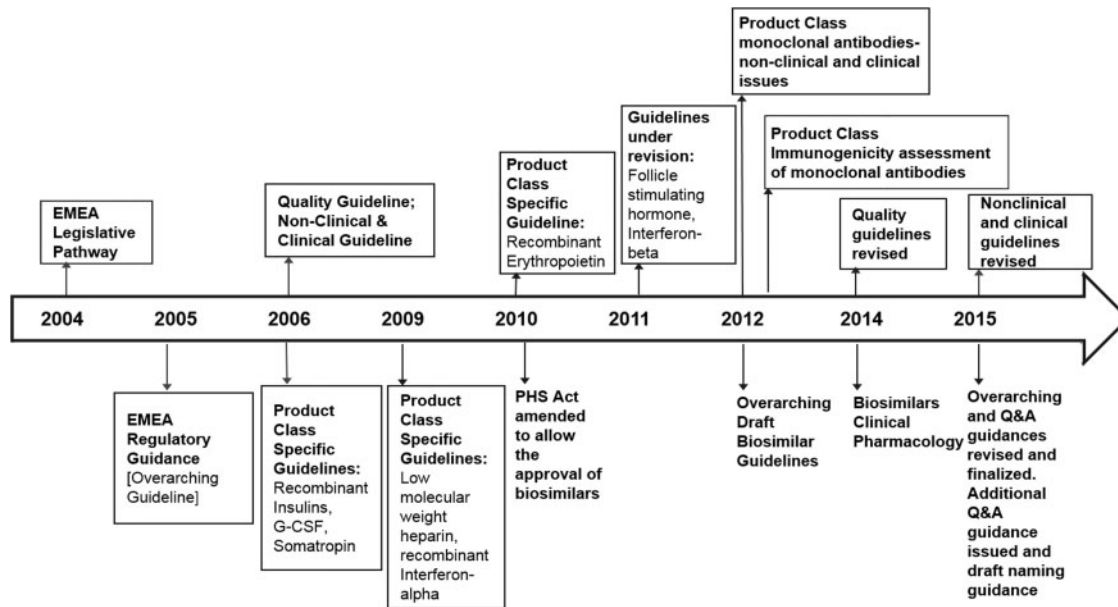 Product Class
monoclonal antibodies-
non-clinical and clinical
issues
Product Class
Immunogenicity assessment
of monoclonal antibodies
Guidelines
under
revision:
Follicle
stimulating
hormone,
Interferon-
beta
Product
Class
Specific
Guideline:
Recombinant
Erythropoietin
Quality Guideline;
Non-Clinical &
Clinical Guideline
EMEA
Legislative
Pathway
Quality
guidelines
revised
Nonclinical and
clinical
guidelines
revised
2004 2005 2006 2009 2010 2011 2012 2014 2015
EMEA
Regulatory
Guidance
[Overarching
Guideline]
Product
Class
Specific
Guidelines:
Recombinant
Insulins,
G-CSF,
Somatropin
Product
Class
Specific
Guidelines:
Low
molecular
weight
heparin,
recombinant
Interferon-
alpha
PHS Act
amended
to allow
the
approval of
biosimilars
Overarching
Draft
Biosimilar
Guidelines
Biosimilars
Clinical
Pharmacology
Overarching
and Q&A
guidances
revised and
finalized.
Additional
Q&A
guidance
issued and
draft naming
guidance